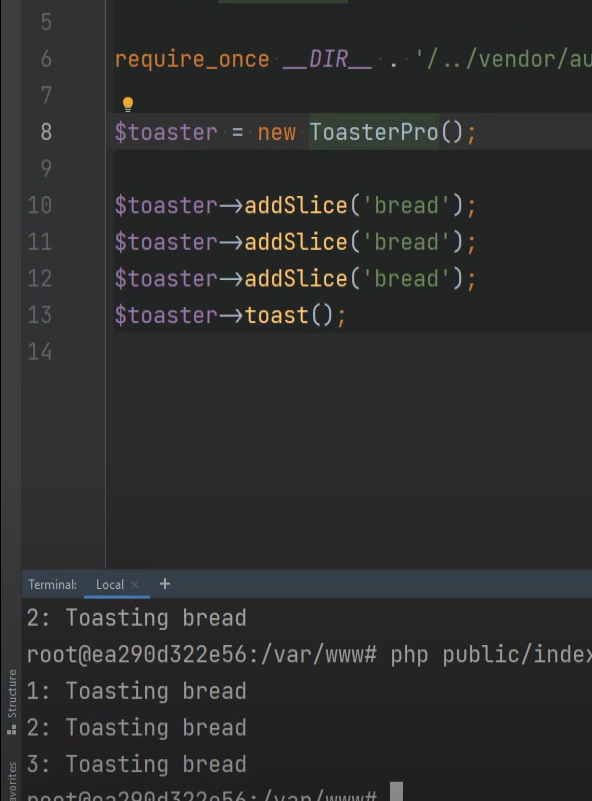 5
6 require_once __DIR__ . '/../vendor/au
7
8 $toaster = new ToasterPro();
9
10 $toaster->addSlice('bread');
11 $toaster->addSlice('bread');
12 $toaster->addSlice('bread');
13 $toaster->toast();
14
Terminal: Local × +
2: Toasting bread
root@ea290d322e56:/var/www# php public/index
1: Toasting bread
2: Toasting bread
3: Toasting bread
root@ea290d322e56:/var/www#
Structure